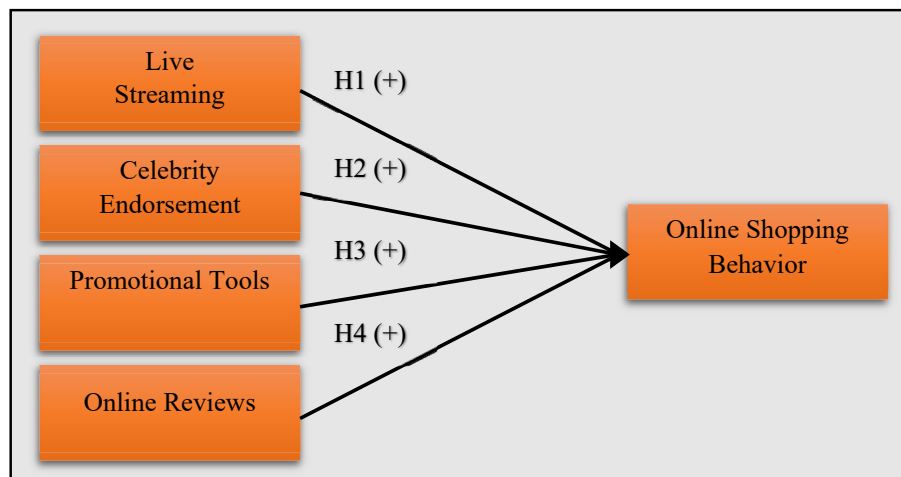 Live
Streaming
H1 (+)
Celebrity
Endorsement
H2 (+)
Promotional Tools
H3 (+)
Online Reviews
H4 (+)
Online Shopping
Behavior